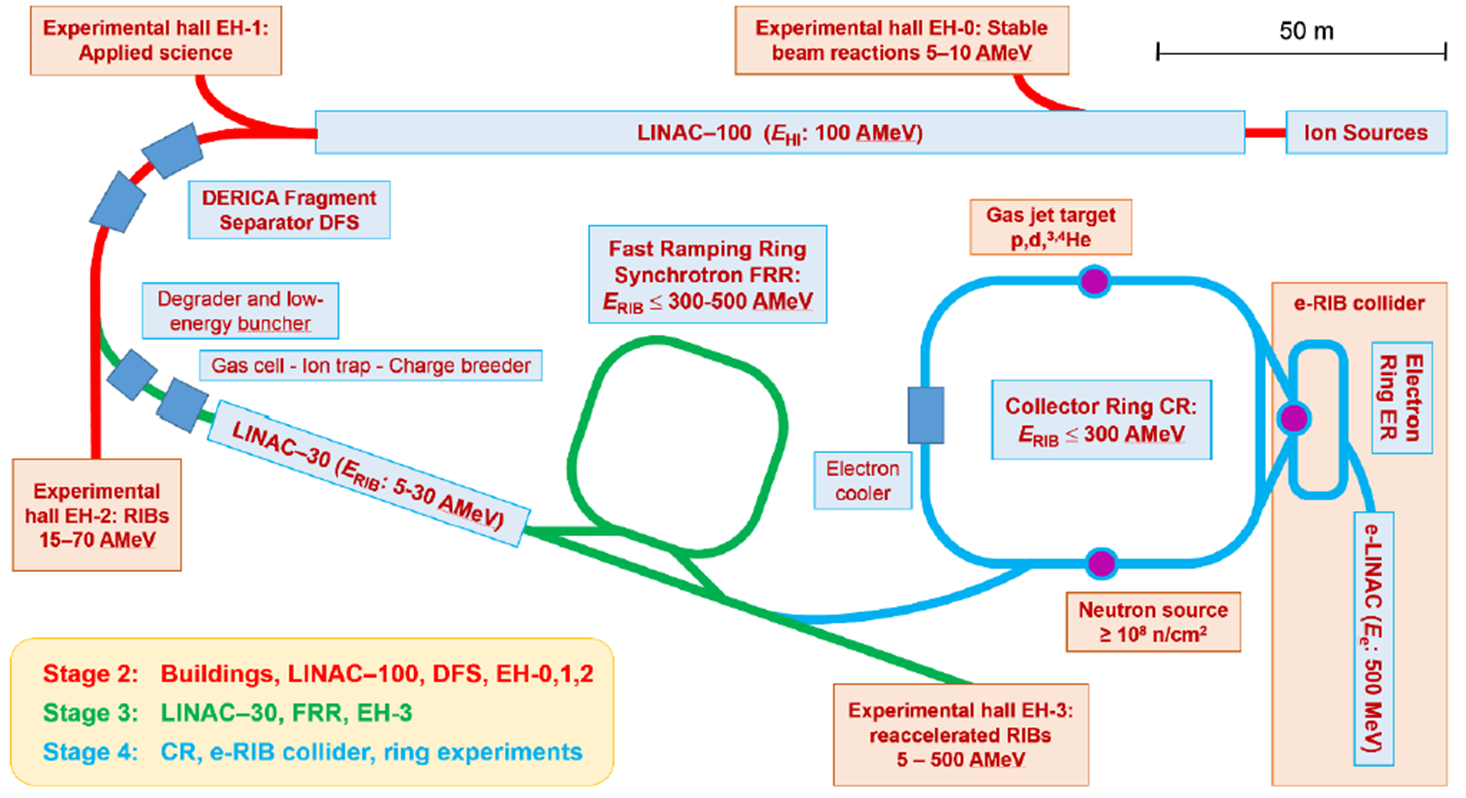 Experimental hall EH-1:
Applied science
Experimental hall EH-0: Stable
beam reactions 5–10 AMeV
50 m
LINAC–100 (E_HI: 100 AMeV)
Ion Sources
DERICA Fragment
Separator DFS
Gas jet target
p,d,³,⁴He
Fast Ramping Ring
Synchrotron FRR:
E_RIB ≤ 300-500 AMeV
Degrader and low-
energy buncher
e-RIB collider
Gas cell - Ion trap - Charge breeder
Electron
Ring ER
Collector Ring CR:
E_RIB ≤ 300 AMeV
LINAC–30 (E_RIB: 5-30 AMeV)
Electron
cooler
Experimental
hall EH-2: RIBs
15–70 AMeV
e-LINAC (E_e: 500 MeV)
Neutron source
≥ 10⁸ n/cm²
Stage 2: Buildings, LINAC–100, DFS, EH-0,1,2
Stage 3: LINAC–30, FRR, EH-3
Stage 4: CR, e-RIB collider, ring experiments
Experimental hall EH-3:
reaccelerated RIBs
5 – 500 AMeV